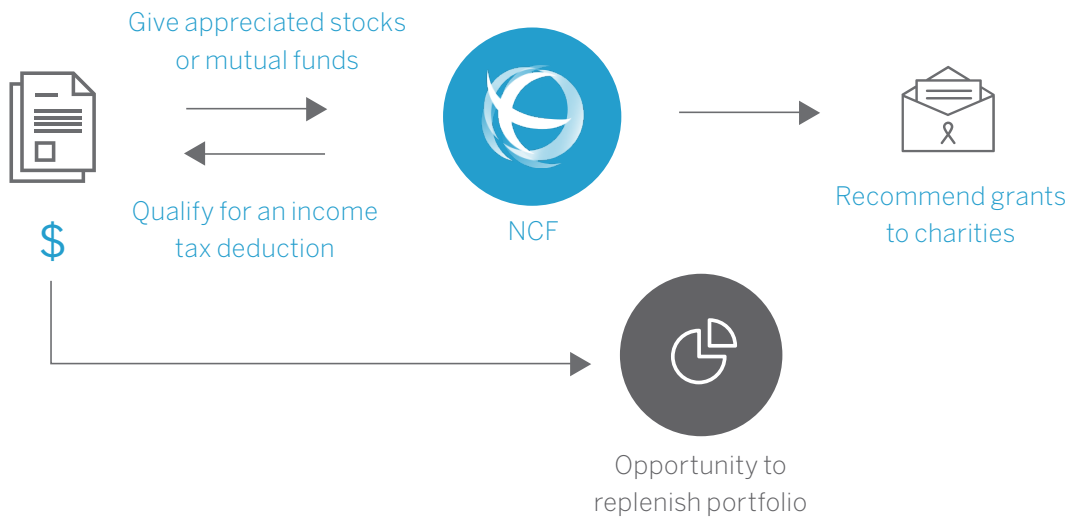 Give appreciated stocks
or mutual funds
Qualify for an income
tax deduction
$
NCF
Recommend grants
to charities
Opportunity to
replenish portfolio